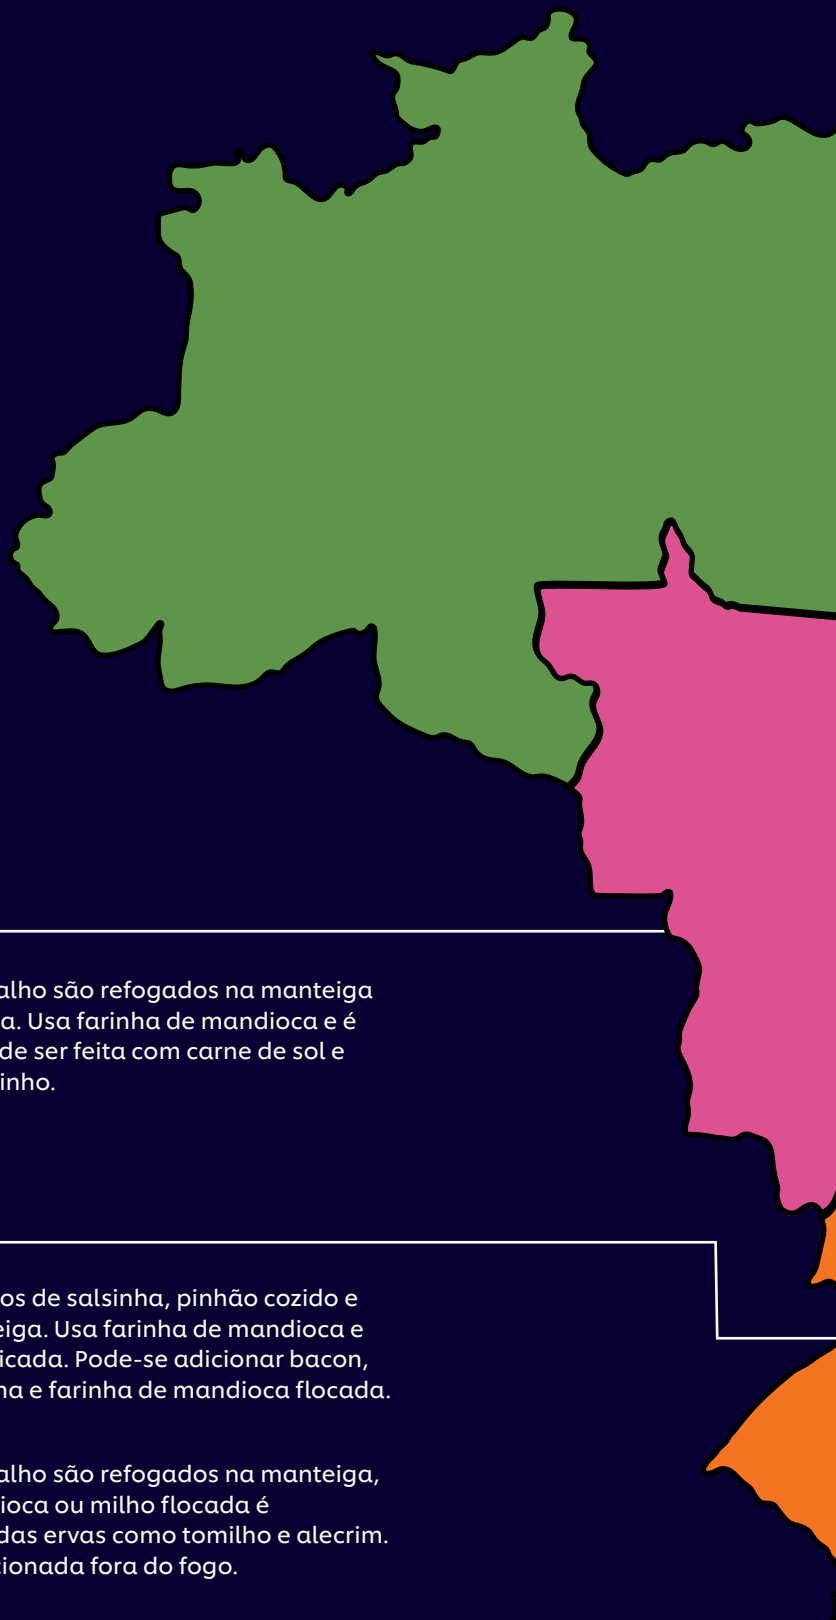 alho são refogados na manteiga
a. Usa farinha de mandioca e é
de ser feita com carne de sol e
inho.
os de salsinha, pinhão cozido e
eiga. Usa farinha de mandioca e
icada. Pode-se adicionar bacon,
na e farinha de mandioca flocada.
alho são refogados na manteiga,
ioca ou milho flocada é
das ervas como tomilho e alecrim.
cionada fora do fogo.